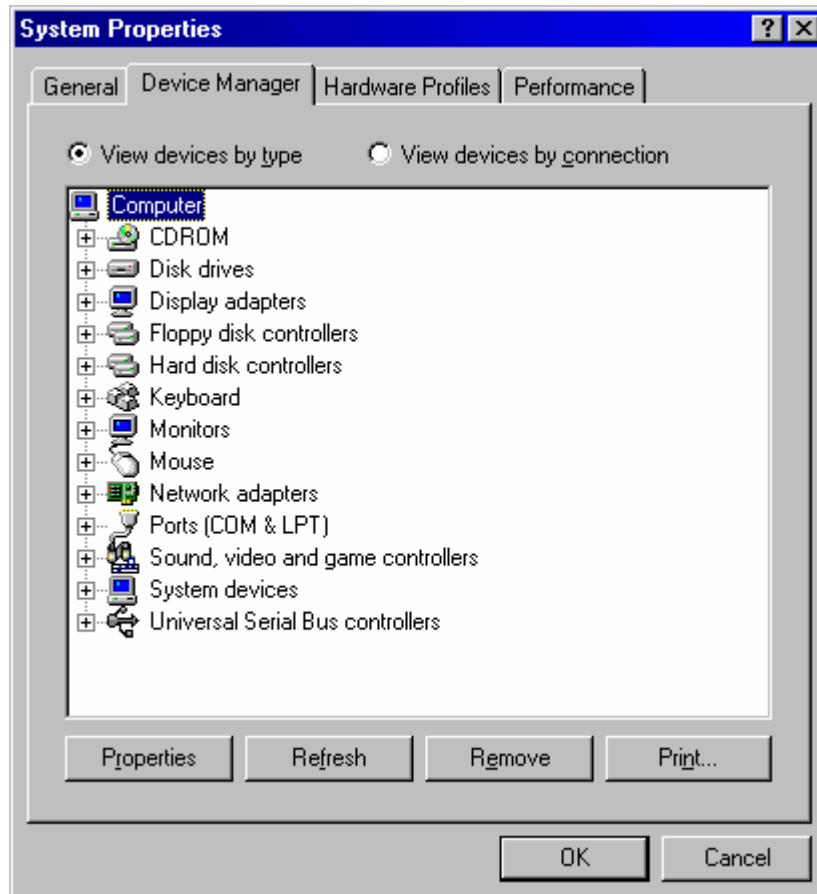 System Properties
General Device Manager Hardware Profiles Performance
View devices by type View devices by connection
Computer
CDROM
Disk drives
Display adapters
Floppy disk controllers
Hard disk controllers
Keyboard
Monitors
Mouse
Network adapters
Ports (COM & LPT)
Sound, video and game controllers
System devices
Universal Serial Bus controllers
Properties Refresh Remove Print...
OK Cancel